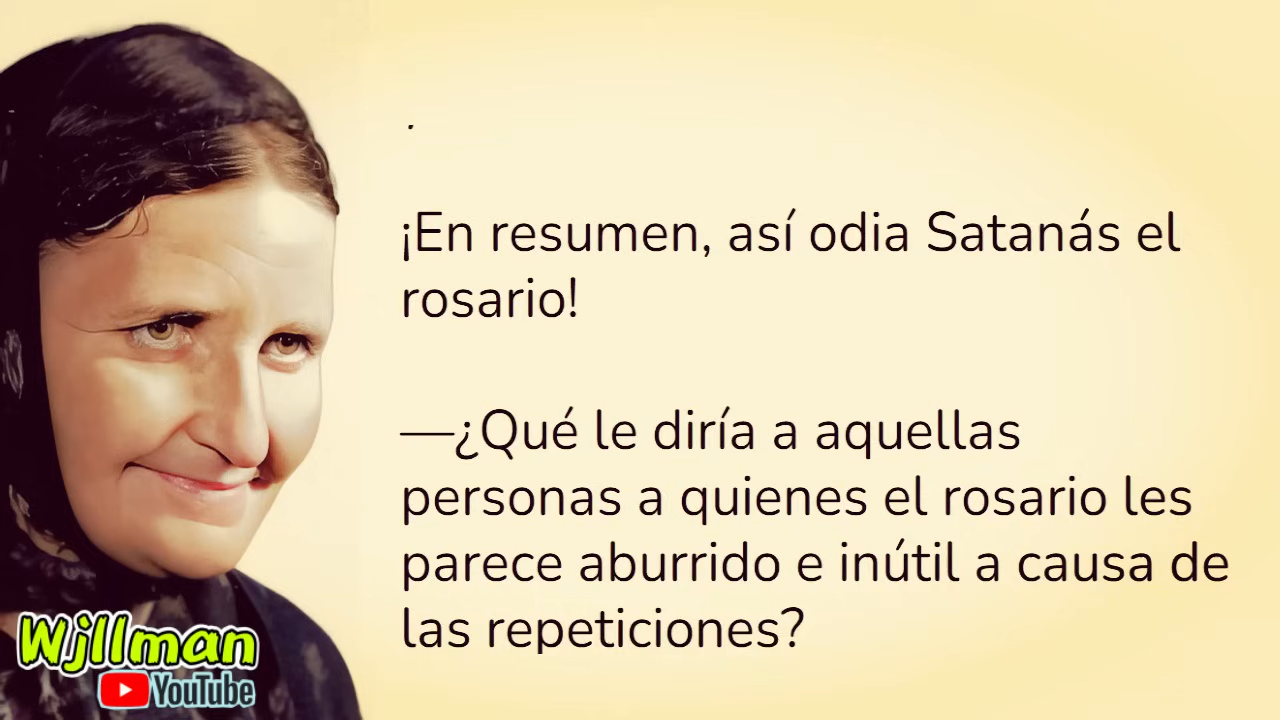 ¡En resumen, así odia Satanás el
rosario!
—¿Qué le diría a aquellas
personas a quienes el rosario les
parece aburrido e inútil a causa de
las repeticiones?
Wjllman
YouTube